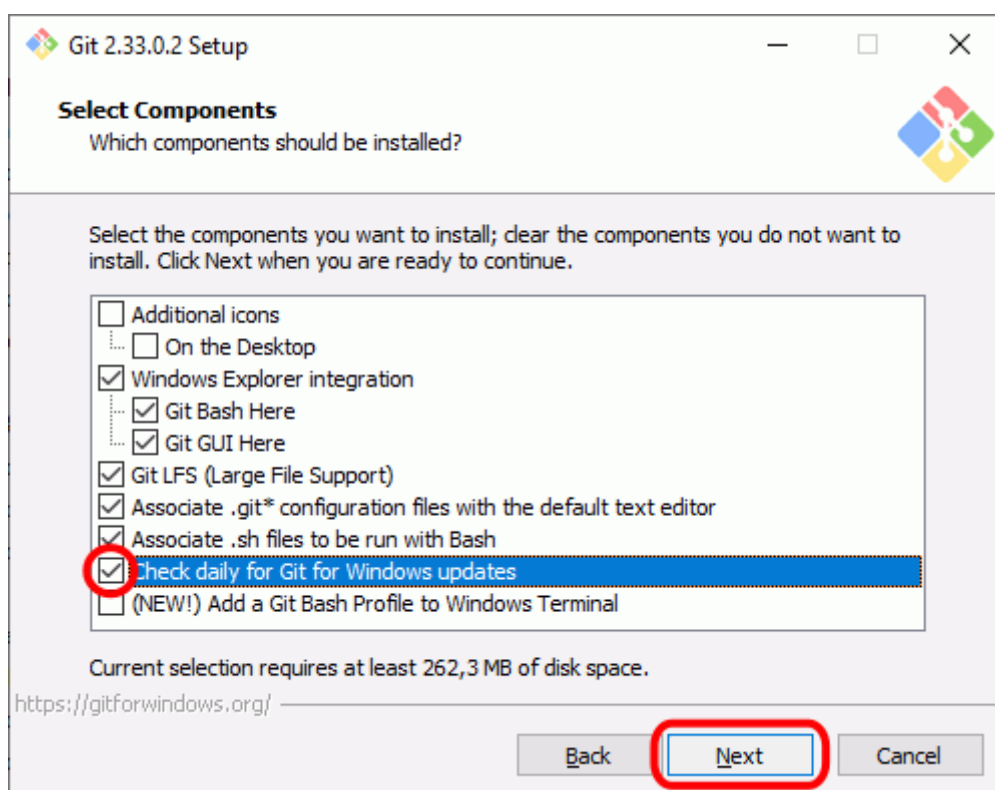 Git 2.33.0.2 Setup
Select Components
Which components should be installed?
Select the components you want to install; clear the components you do not want to
install. Click Next when you are ready to continue.
Additional icons
On the Desktop
Windows Explorer integration
Git Bash Here
Git GUI Here
Git LFS (Large File Support)
Associate .git* configuration files with the default text editor
Associate .sh files to be run with Bash
Check daily for Git for Windows updates
(NEW!) Add a Git Bash Profile to Windows Terminal
Current selection requires at least 262,3 MB of disk space.
https://gitforwindows.org/
Back Next Cancel